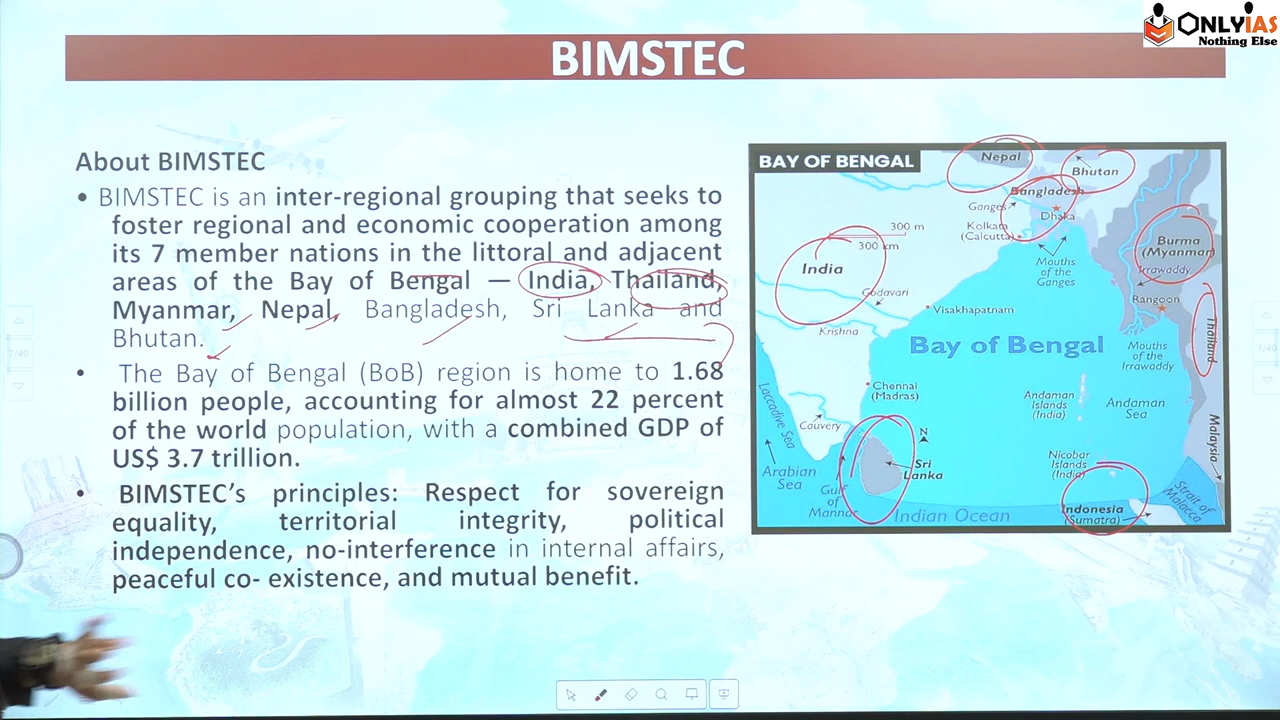 ONLYIAS
Nothing Else
BIMSTEC
About BIMSTEC
• BIMSTEC is an inter-regional grouping that seeks to
foster regional and economic cooperation among
its 7 member nations in the littoral and adjacent
areas of the Bay of Bengal — India, Thailand,
Myanmar, Nepal, Bangladesh, Sri Lanka and
Bhutan.
• The Bay of Bengal (BoB) region is home to 1.68
billion people, accounting for almost 22 percent
of the world population, with a combined GDP of
US$ 3.7 trillion.
• BIMSTEC's principles: Respect for sovereign
equality, territorial integrity, political
independence, no-interference in internal affairs,
peaceful co- existence, and mutual benefit.
BAY OF BENGAL
Nepal
Bhutan
Bangladesh
Ganges
Dhaka
Kolkata
(Calcutta)
300 m
300 km
Mouths
of the
Ganges
Burma
(Myanmar)
India
Irrawaddy
Godavari
Rangoon
Visakhapatnam
Krishna
Thailand
Bay of Bengal
Mouths
of the
Irrawaddy
Chennai
(Madras)
Laccadive Sea
Andaman
Islands
(India)
Andaman
Sea
Cauvery
Malaysia
N
Arabian
Sea
Sri
Lanka
Nicobar
Islands
(India)
Gulf
of
Mannar
Indian Ocean
Indonesia
(Sumatra)
Strait of
Malacca
7/40
7/40